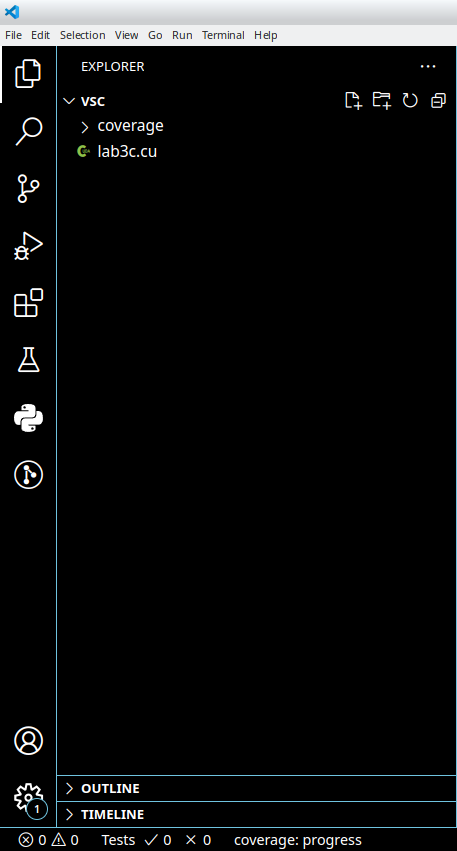 File Edit Selection View Go Run Terminal Help
EXPLORER
VSC
coverage
lab3c.cu
1
OUTLINE
TIMELINE
0 0 Tests 0 0 coverage: progress